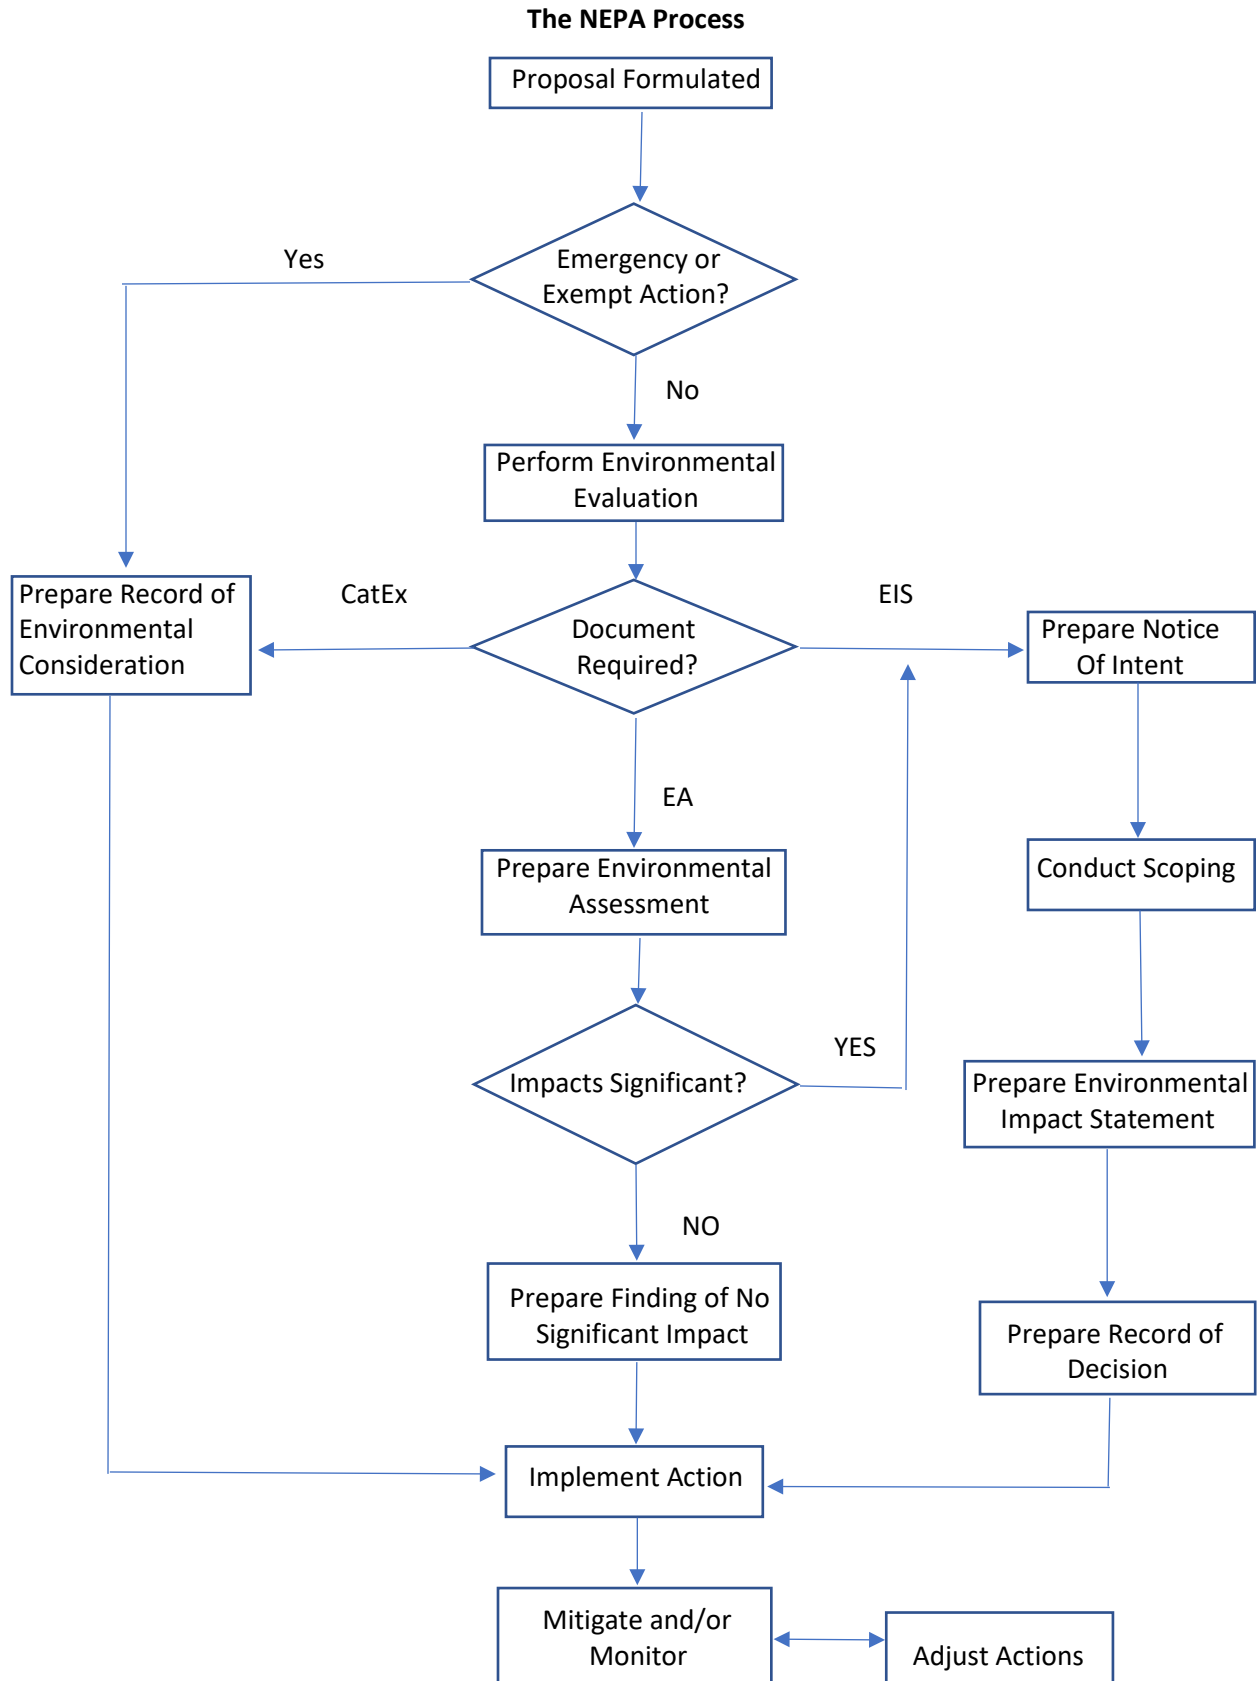 The NEPA Process
Proposal Formulated
Emergency or
Exempt Action?
Yes
No
Perform Environmental
Evaluation
Prepare Record of
Environmental
Consideration
CatEx
Document
Required?
EIS
Prepare Notice
Of Intent
EA
Prepare Environmental
Assessment
Conduct Scoping
Impacts Significant?
YES
Prepare Environmental
Impact Statement
NO
Prepare Finding of No
Significant Impact
Prepare Record of
Decision
Implement Action
Mitigate and/or
Monitor
Adjust Actions